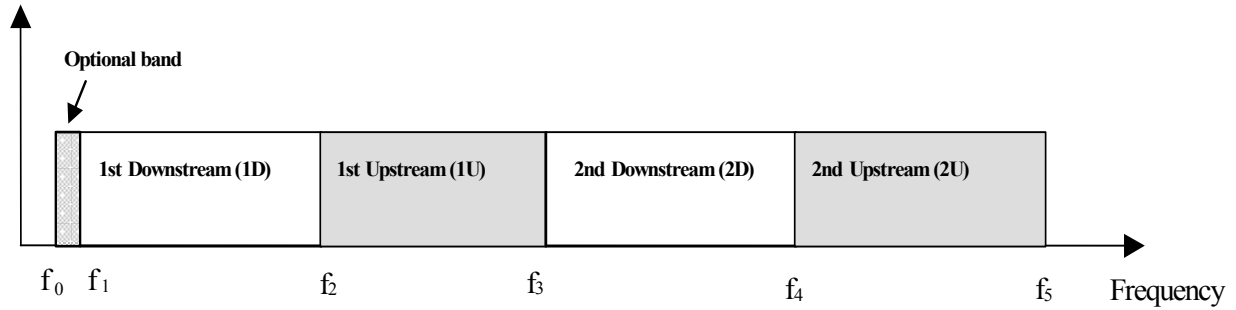 Optional band
1st Downstream (1D) 1st Upstream (1U) 2nd Downstream (2D) 2nd Upstream (2U)
f0 f1 f2 f3 f4 f5 Frequency